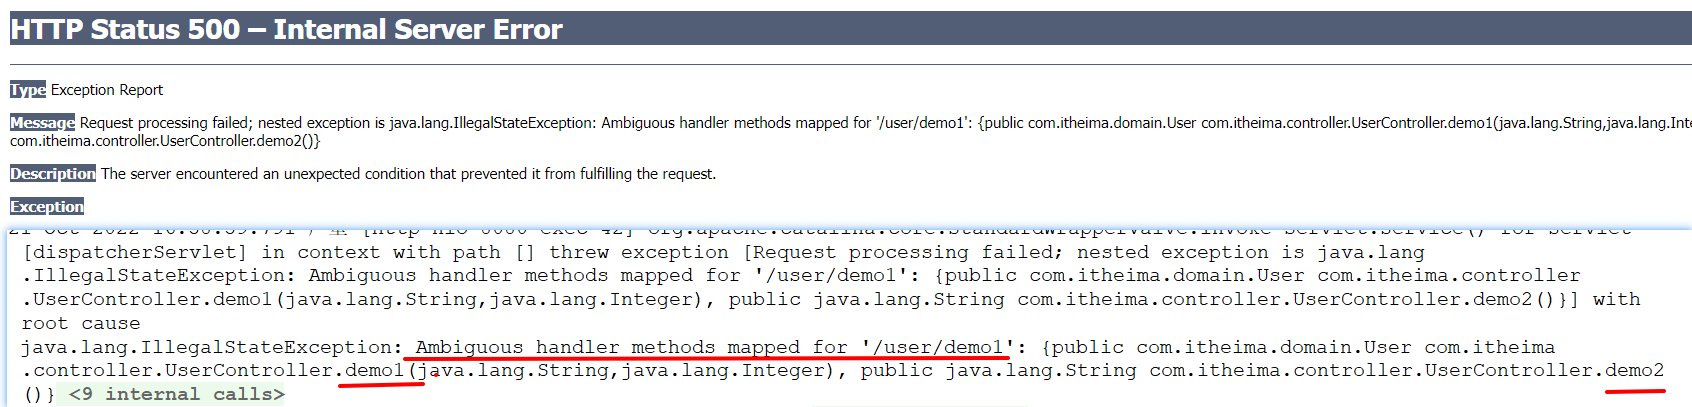 HTTP Status 500 – Internal Server Error
Type Exception Report
Message Request processing failed; nested exception is java.lang.IllegalStateException: Ambiguous handler methods mapped for '/user/demo1': {public com.itheima.domain.User com.itheima.controller.UserController.demo1(java.lang.String,java.lang.Inte
com.itheima.controller.UserController.demo2()}
Description The server encountered an unexpected condition that prevented it from fulfilling the request.
Exception
[dispatcherServlet] in context with path [] threw exception [Request processing failed; nested exception is java.lang
.IllegalStateException: Ambiguous handler methods mapped for '/user/demo1': {public com.itheima.domain.User com.itheima.controller
.UserController.demo1(java.lang.String,java.lang.Integer), public java.lang.String com.itheima.controller.UserController.demo2()}] with
root cause
java.lang.IllegalStateException: Ambiguous handler methods mapped for '/user/demo1': {public com.itheima.domain.User com.itheima
.controller.UserController.demo1(java.lang.String,java.lang.Integer), public java.lang.String com.itheima.controller.UserController.demo2
()} <9 internal calls>